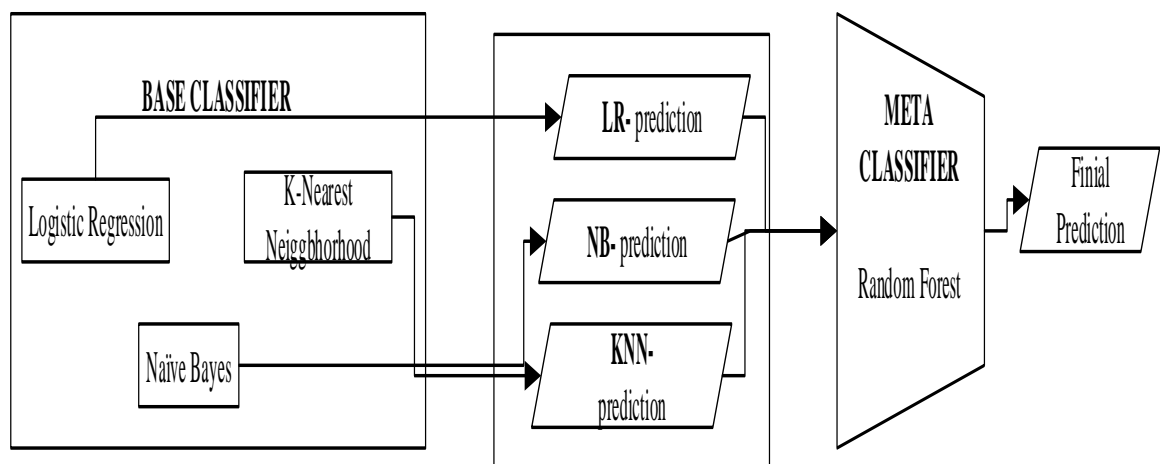 BASE CLASSIFIER
Logistic Regression
K-Nearest
Neiggbhorhood
Naïve Bayes
LR- prediction
NB- prediction
KNN-
prediction
META
CLASSIFIER
Random Forest
Finial
Prediction